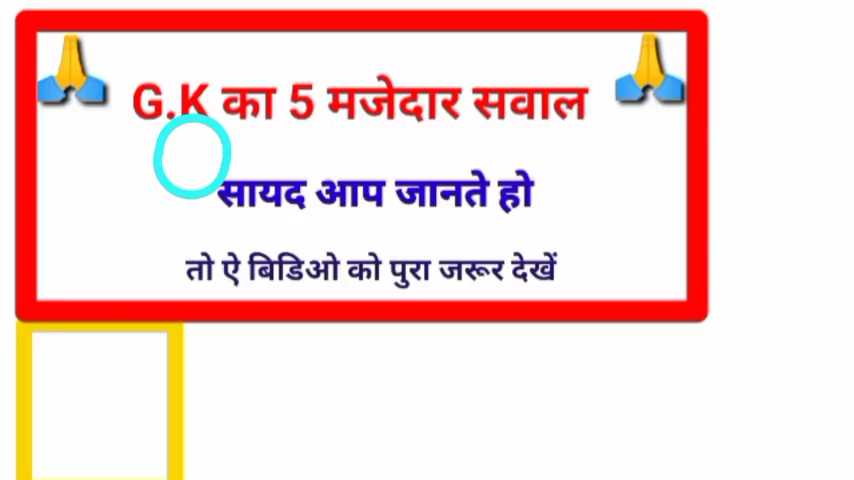 G.K का 5 मजेदार सवाल
सायद आप जानते हो
तो ऐ बिडिओ को पुरा जरूर देखें